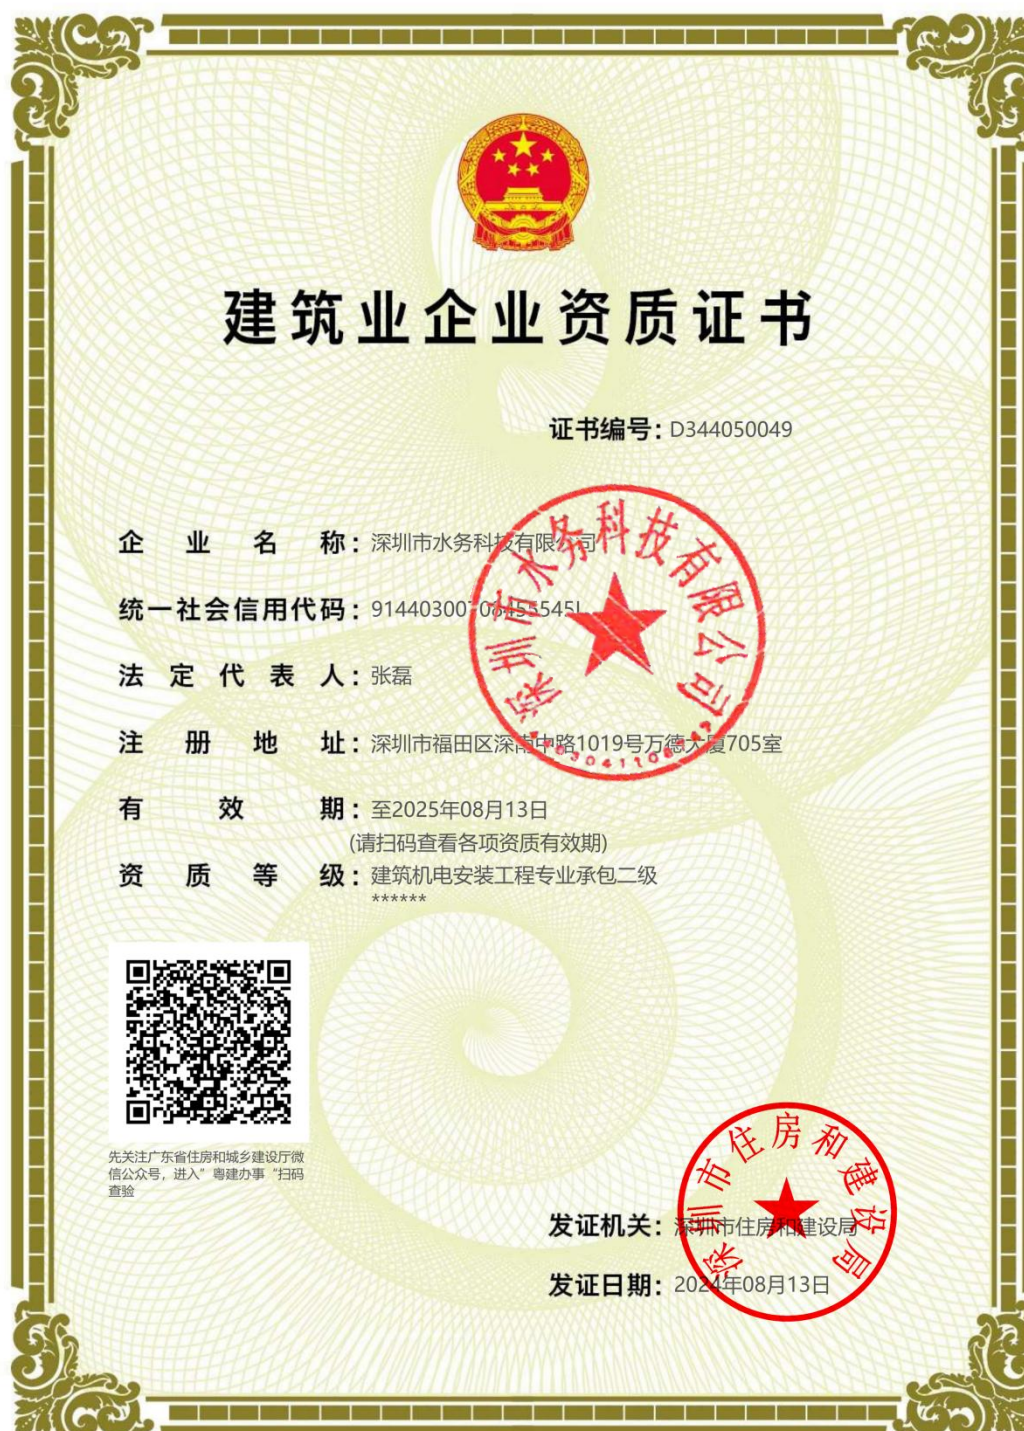 建筑业企业资质证书
证书编号：D344050049
企业名称：深圳市水务科技有限公司
统一社会信用代码：91440300708455545L
法定代表人：张磊
注册地址：深圳市福田区深南中路1019号万德大厦705室
有效期：至2025年08月13日
(请扫码查看各项资质有效期)
资质等级：建筑机电安装工程专业承包二级
******
深圳市水务科技有限公司
先关注广东省住房和城乡建设厅微
信公众号，进入”粤建办事“扫码
查验
发证机关：深圳市住房和建设局
发证日期：2024年08月13日
深圳市住房和建设局